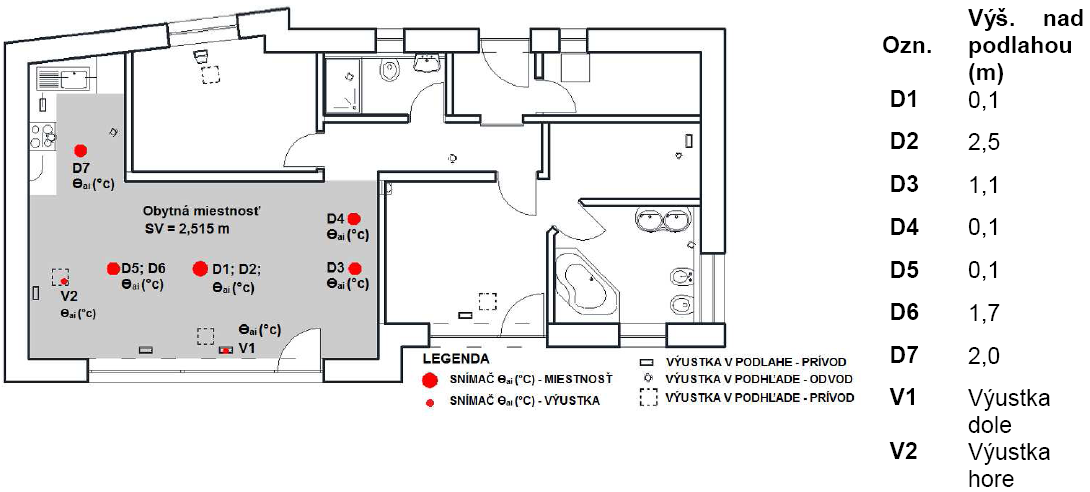 D7
ϴai (°C)
Obytná miestnosť
SV = 2,515 m
D4
ϴai (°C)
D5; D6
ϴai (°C)
D1; D2;
ϴai (°C)
D3
ϴai (°C)
V2
ϴai (°C)
ϴai (°C)
V1
LEGENDA
SNÍMAČ ϴai (°C) - MIESTNOSŤ
SNÍMAČ ϴai (°C) - VÝUSTKA
VÝUSTKA V PODLAHE - PRÍVOD
VÝUSTKA V PODHĽADE - ODVOD
VÝUSTKA V PODHĽADE - PRÍVOD
Výš. nad
Ozn. podlahou
(m)
D1 0,1
D2 2,5
D3 1,1
D4 0,1
D5 0,1
D6 1,7
D7 2,0
V1 Výustka
dole
V2 Výustka
hore